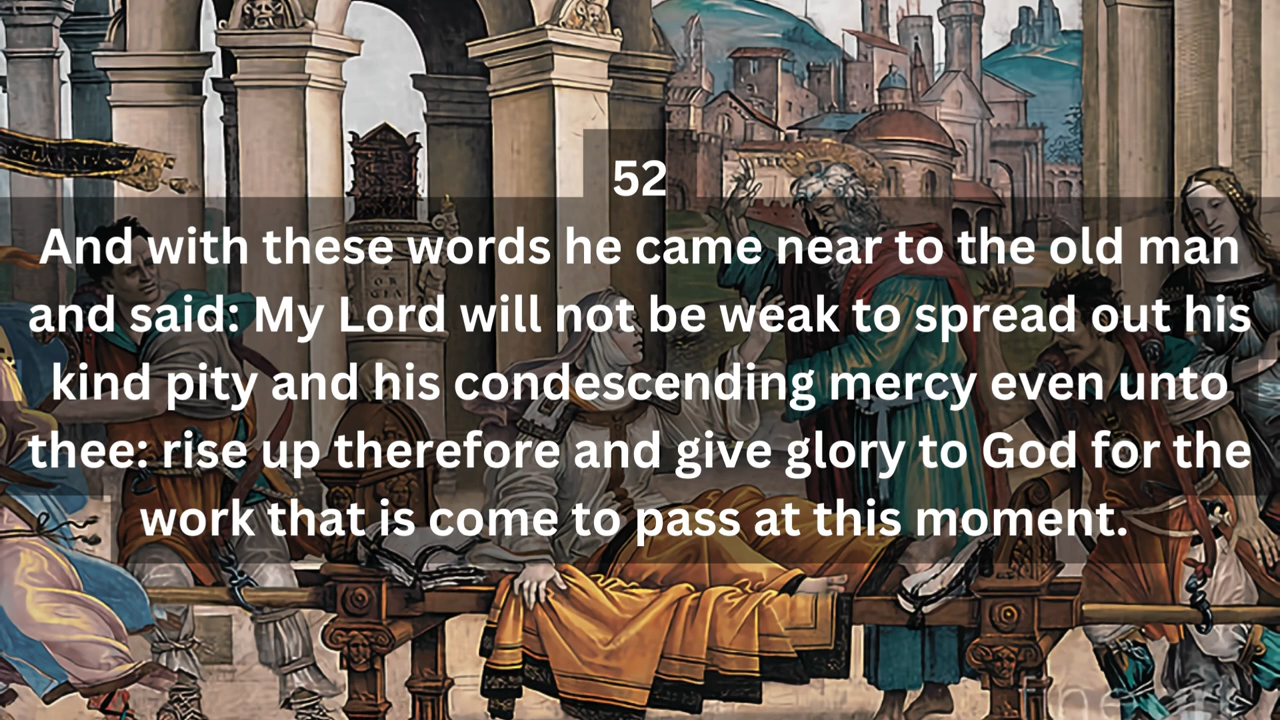 52
And with these words he came near to the old man
and said: My Lord will not be weak to spread out his
kind pity and his condescending mercy even unto
thee: rise up therefore and give glory to God for the
work that is come to pass at this moment.